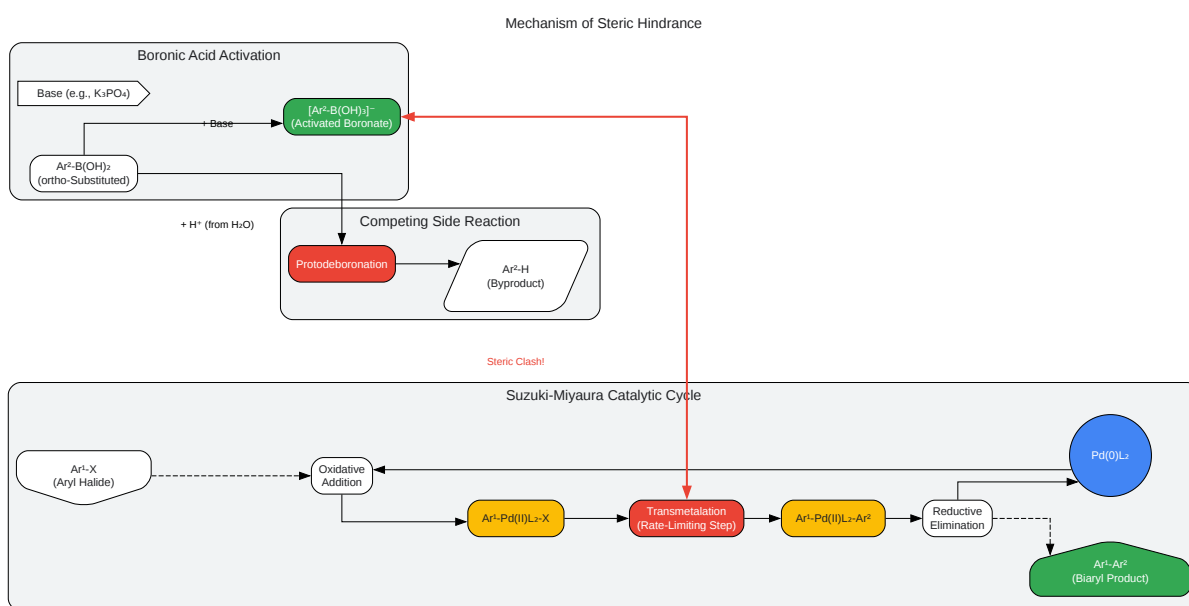 Mechanism of Steric Hindrance
Boronic Acid Activation
Base (e.g., K₃PO₄)
[Ar²-B(OH)₃]⁻
(Activated Boronate)
+ Base
Ar²-B(OH)₂
(ortho-Substituted)
+ H⁺ (from H₂O)
Competing Side Reaction
Protodeboronation
Ar²-H
(Byproduct)
Steric Clash!
Suzuki-Miyaura Catalytic Cycle
Ar¹-X
(Aryl Halide)
Oxidative
Addition
Pd(0)L₂
Ar¹-Pd(II)L₂-X
Transmetalation
(Rate-Limiting Step)
Ar¹-Pd(II)L₂-Ar²
Reductive
Elimination
Ar¹-Ar²
(Biaryl Product)